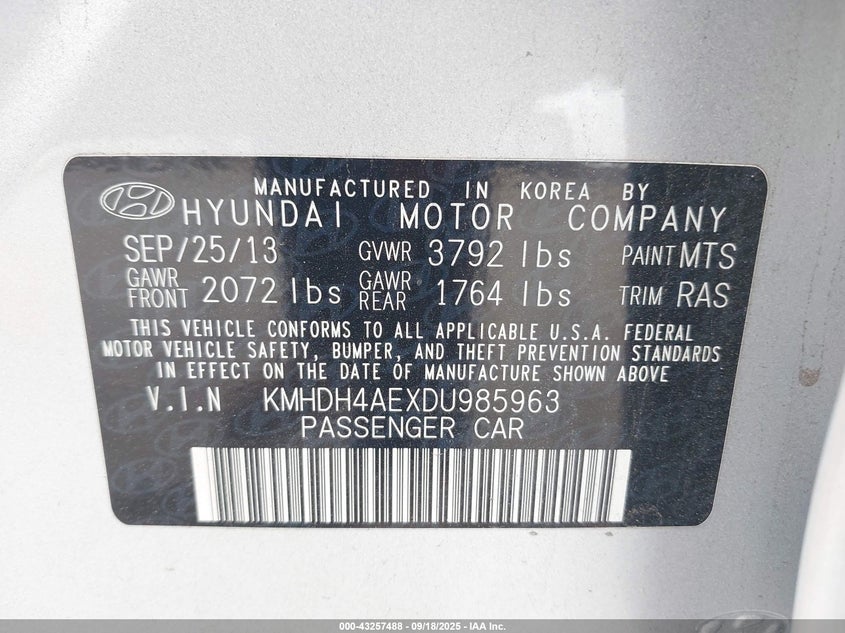 MANUFACTURED IN KOREA BY
HYUNDAI MOTOR COMPANY
SEP/25/13 GVWR 3792 lbs PAINT MTS
GAWR FRONT 2072 lbs GAWR REAR 1764 lbs TRIM RAS
THIS VEHICLE CONFORMS TO ALL APPLICABLE U.S.A. FEDERAL
MOTOR VEHICLE SAFETY, BUMPER, AND THEFT PREVENTION STANDARDS
IN EFFECT ON THE DATE OF MANUFACTURE SHOWN ABOVE
V.I.N KMHDH4AEXDU985963
PASSENGER CAR
000-43257488 - 09/18/2025 - IAA Inc.